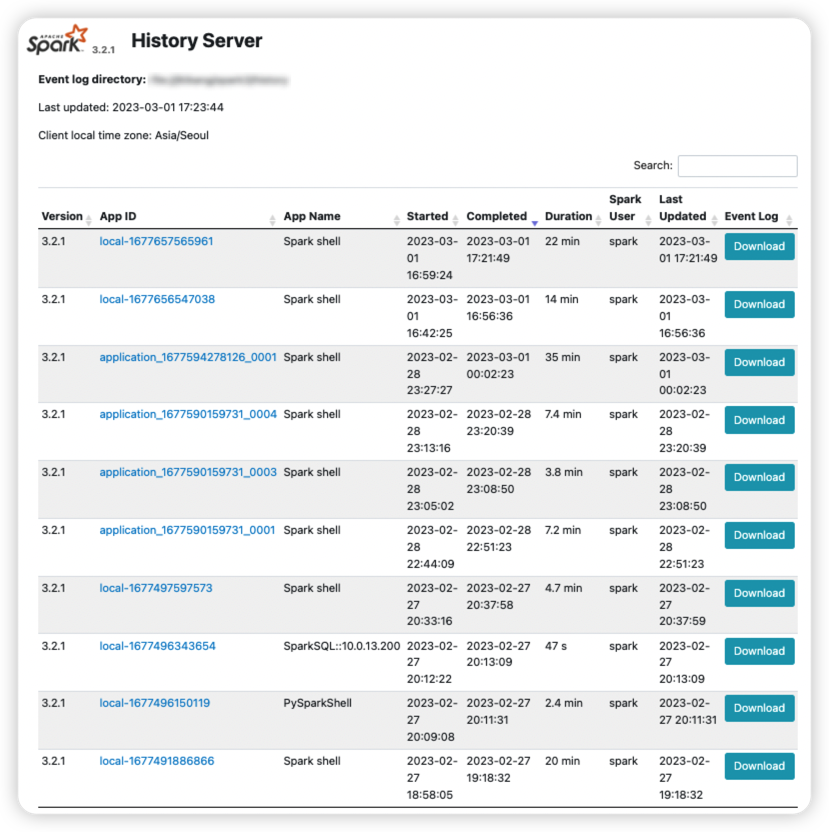 APACHE
Spark 3.2.1 History Server
Event log directory:
Last updated: 2023-03-01 17:23:44
Client local time zone: Asia/Seoul
Search:
Version App ID App Name Started Completed Duration Spark User Last Updated Event Log
3.2.1 local-1677657565961 Spark shell 2023-03-01 16:59:24 2023-03-01 17:21:49 22 min spark 2023-03-01 17:21:49 Download
3.2.1 local-1677656547038 Spark shell 2023-03-01 16:42:25 2023-03-01 16:56:36 14 min spark 2023-03-01 16:56:36 Download
3.2.1 application_1677594278126_0001 Spark shell 2023-02-28 23:27:27 2023-03-01 00:02:23 35 min spark 2023-03-01 00:02:23 Download
3.2.1 application_1677590159731_0004 Spark shell 2023-02-28 23:13:16 2023-02-28 23:20:39 7.4 min spark 2023-02-28 23:20:39 Download
3.2.1 application_1677590159731_0003 Spark shell 2023-02-28 23:05:02 2023-02-28 23:08:50 3.8 min spark 2023-02-28 23:08:50 Download
3.2.1 application_1677590159731_0001 Spark shell 2023-02-28 22:44:09 2023-02-28 22:51:23 7.2 min spark 2023-02-28 22:51:23 Download
3.2.1 local-1677497597573 Spark shell 2023-02-27 20:33:16 2023-02-27 20:37:58 4.7 min spark 2023-02-27 20:37:59 Download
3.2.1 local-1677496343654 SparkSQL::10.0.13.200 2023-02-27 20:12:22 2023-02-27 20:13:09 47 s spark 2023-02-27 20:13:09 Download
3.2.1 local-1677496150119 PySparkShell 2023-02-27 20:09:08 2023-02-27 20:11:31 2.4 min spark 2023-02-27 20:11:31 Download
3.2.1 local-1677491886866 Spark shell 2023-02-27 18:58:05 2023-02-27 19:18:32 20 min spark 2023-02-27 19:18:32 Download